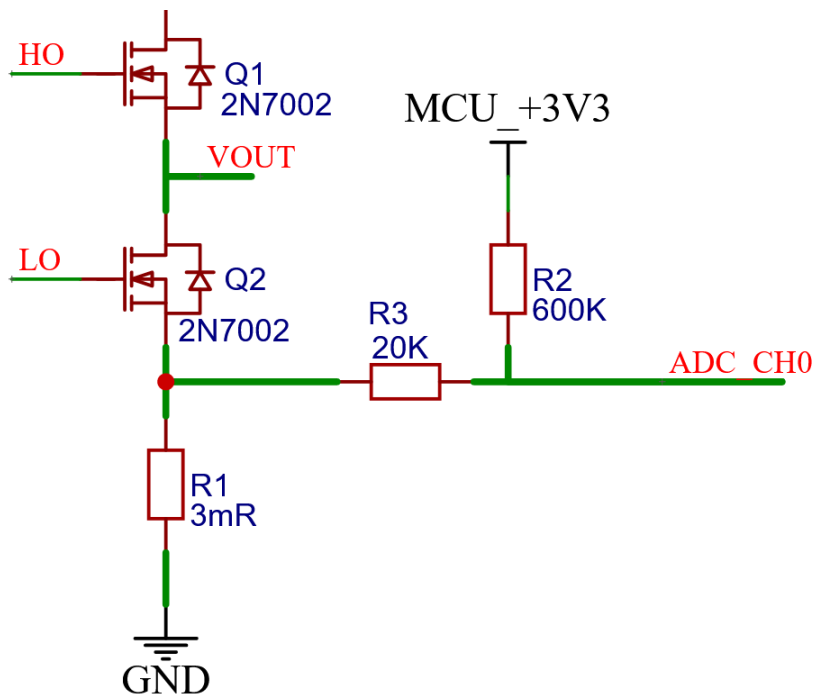 HO
Q1
2N7002
VOUT
MCU_+3V3
LO
Q2
2N7002
R2
600K
R3
20K
ADC_CH0
R1
3mR
GND